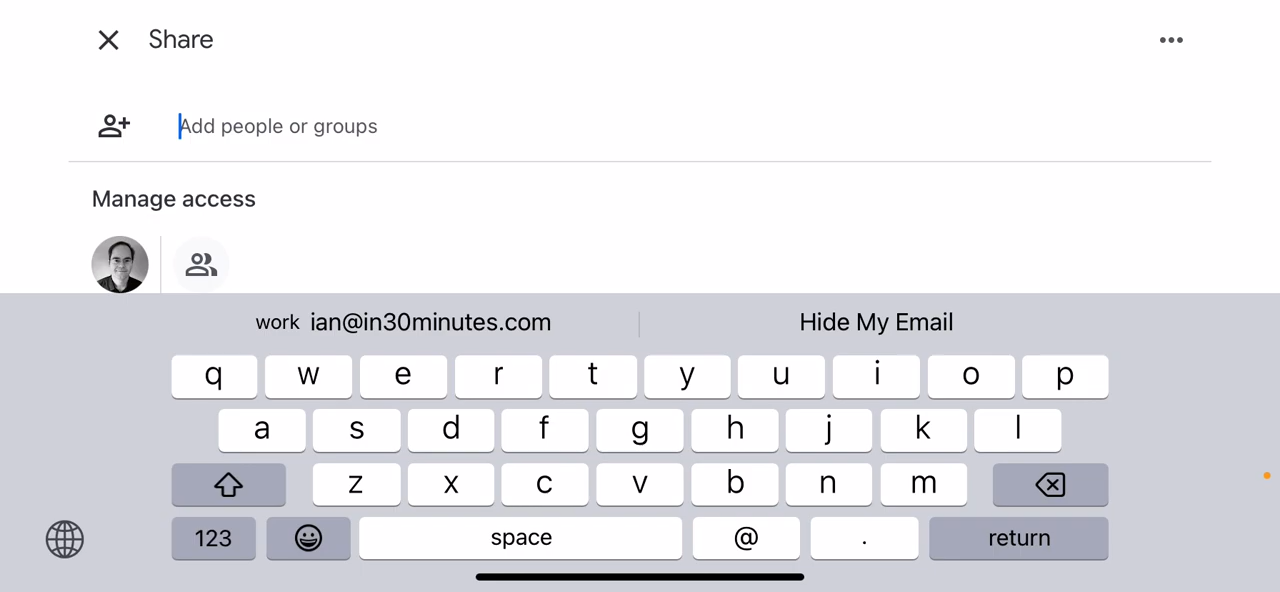 Share
Add people or groups
Manage access
work ian@in30minutes.com Hide My Email
q w e r t y u i o p
a s d f g h j k l
z x c v b n m
123 space @ . return